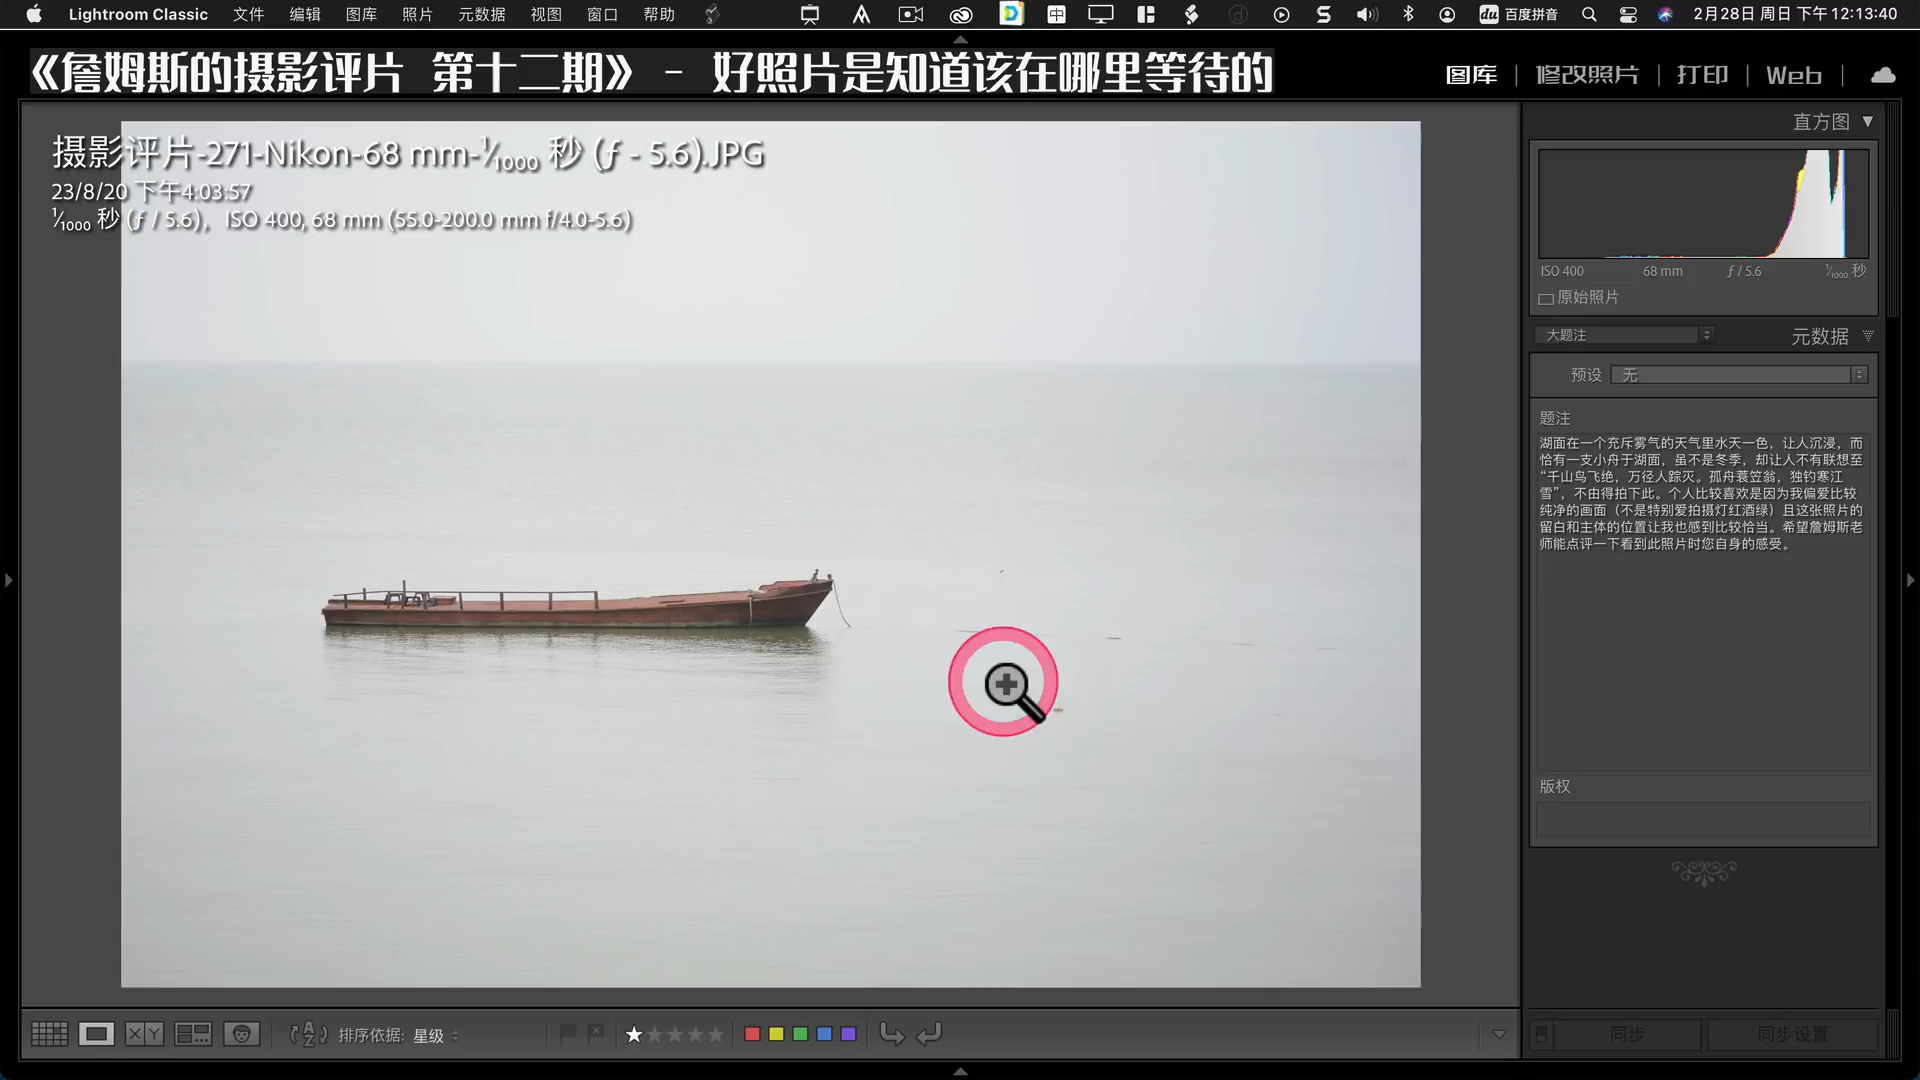 Lightroom Classic 文件 编辑 图库 照片 元数据 视图 窗口 帮助 中 du 百度拼音 2月28日 周日 下午 12:13:40
《詹姆斯的摄影评片 第十二期》 - 好照片是知道该在哪里等待的
图库 | 修改照片 | 打印 | Web |
摄影评片-271-Nikon-68 mm-1/1000 秒 (ƒ - 5.6).JPG
23/8/20 下午4:03:57
1/1000 秒 (ƒ / 5.6)，ISO 400, 68 mm (55.0-200.0 mm f/4.0-5.6)
直方图
ISO 400 68 mm ƒ / 5.6 1/1000 秒
原始照片
大题注 元数据
预设 无
题注
湖面在一个充斥雾气的天气里水天一色，让人沉浸，而
恰有一支小舟于湖面，虽不是冬季，却让人不有联想至
“千山鸟飞绝，万径人踪灭。孤舟蓑笠翁，独钓寒江
雪”，不由得拍下此。个人比较喜欢是因为我偏爱比较
纯净的画面（不是特别爱拍摄灯红酒绿）且这张照片的
留白和主体的位置让我也感到比较恰当。希望詹姆斯老
师能点评一下看到此照片时您自身的感受。
版权
XY 排序依据: 星级
同步 同步设置